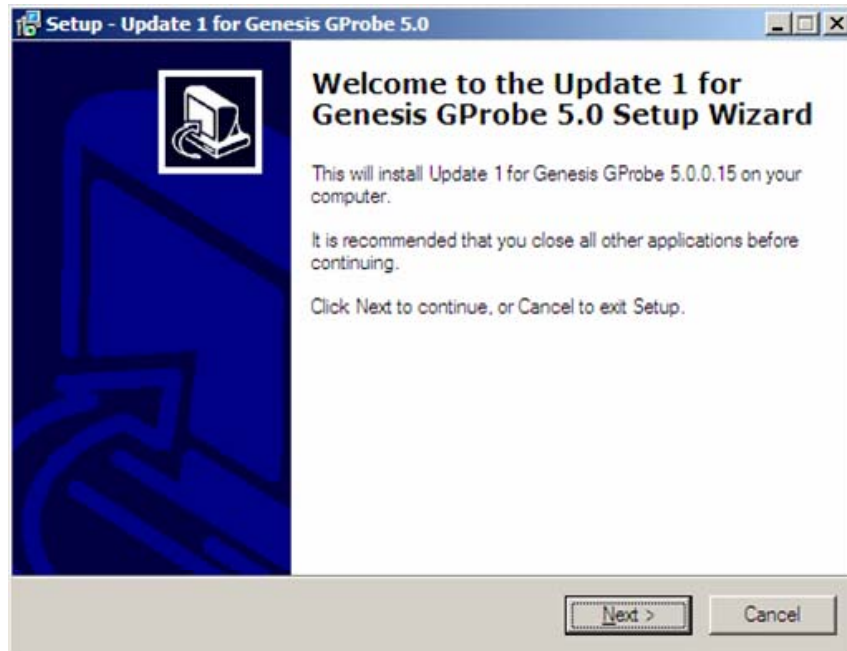 Setup - Update 1 for Genesis GProbe 5.0
Welcome to the Update 1 for
Genesis GProbe 5.0 Setup Wizard
This will install Update 1 for Genesis GProbe 5.0.0.15 on your
computer.
It is recommended that you close all other applications before
continuing.
Click Next to continue, or Cancel to exit Setup.
Next >
Cancel